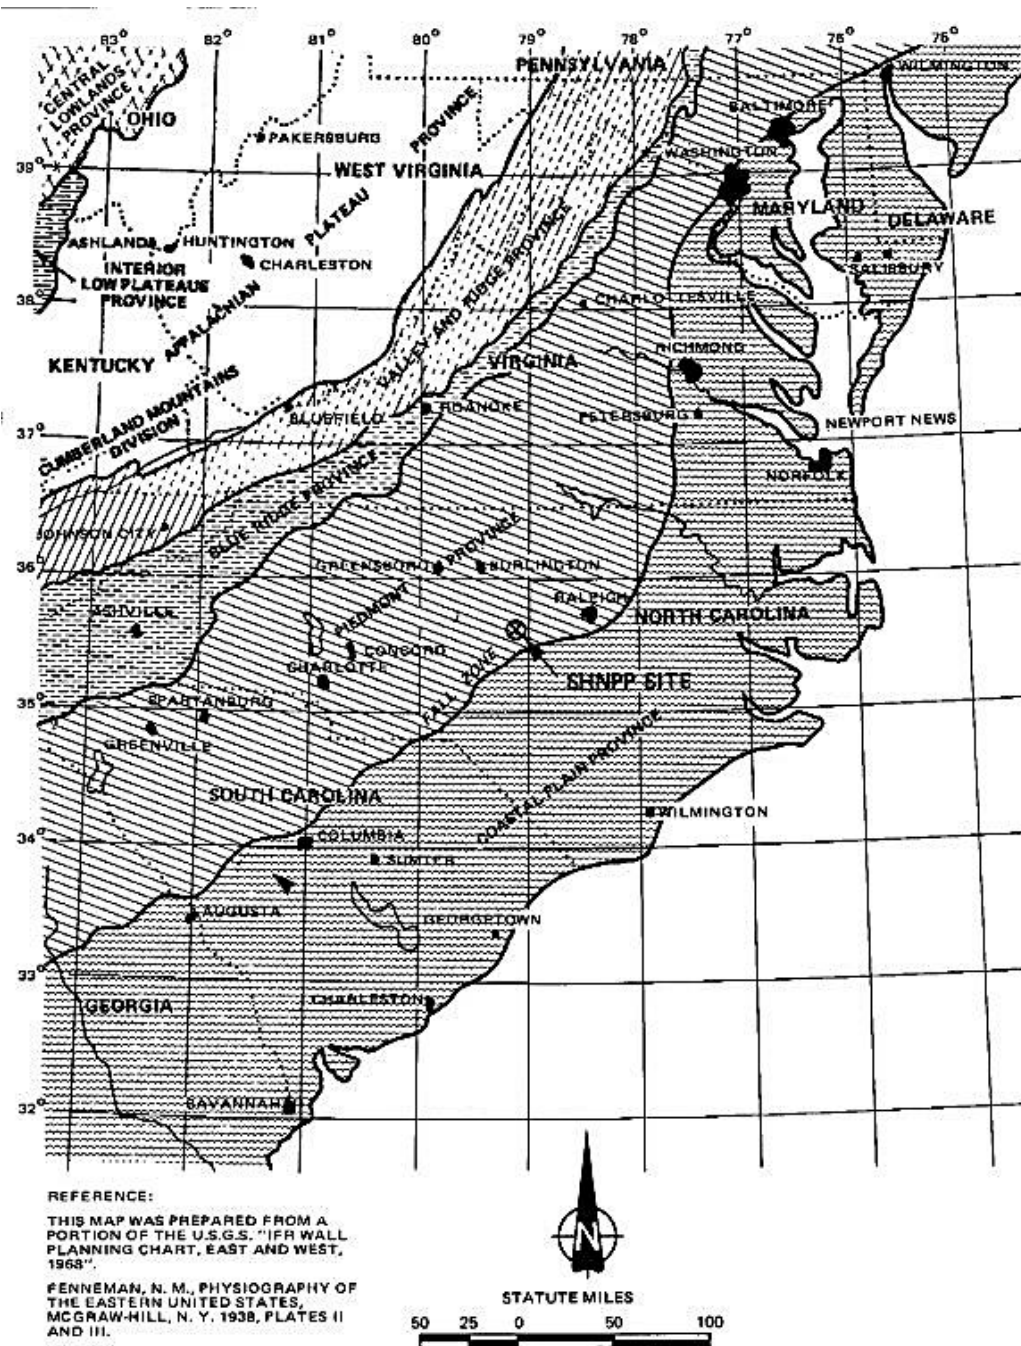 83° 82° 81° 80° 79° 78° 77° 76° 75°
PENNSYLVANIA
WILMINGTON
CENTRAL
LOWLANDS
PROVINCE
OHIO
BALTIMORE
PAKERSBURG
PROVINCE
39°
WEST VIRGINIA
WASHINGTON
MARYLAND
DELAWARE
PLATEAU
ASHLAND
HUNTINGTON
CHARLESTON
SALISBURY
INTERIOR
LOW PLATEAUS
PROVINCE
38°
APPALACHIAN
VALLEY AND RIDGE PROVINCE
CHARLOTTESVILLE
KENTUCKY
VIRGINIA
RICHMOND
CUMBERLAND MOUNTAINS
DIVISION
BLUEFIELD
ROANOKE
PETERSBURG
NEWPORT NEWS
37°
NORFOLK
BLUE RIDGE PROVINCE
JOHNSON CITY
36°
GREENSBORO
PROVINCE
BURLINGTON
RALEIGH
NORTH CAROLINA
ASHVILLE
PIEDMONT
CONCORD
CHARLOTTE
SHNPP SITE
FALL ZONE
35°
SPARTANBURG
GREENVILLE
COASTAL PLAIN PROVINCE
SOUTH CAROLINA
WILMINGTON
34°
COLUMBIA
SUMTER
AUGUSTA
GEORGETOWN
33°
GEORGIA
CHARLESTON
32°
SAVANNAH
REFERENCE:
THIS MAP WAS PREPARED FROM A
PORTION OF THE U.S.G.S. "IFR WALL
PLANNING CHART, EAST AND WEST,
1968".
FENNEMAN, N. M., PHYSIOGRAPHY OF
THE EASTERN UNITED STATES,
MCGRAW-HILL, N. Y. 1938, PLATES II
AND III.
N
STATUTE MILES
50 25 0 50 100